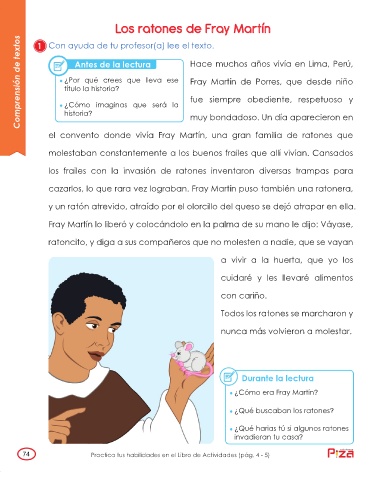 Los ratones de Fray Martín
Comprensión de textos
1 Con ayuda de tu profesor(a) lee el texto.
Antes de la lectura
• ¿Por qué crees que lleva ese
título la historia?
• ¿Cómo imaginas que será la
historia?
Hace muchos años vivía en Lima, Perú,
Fray Martín de Porres, que desde niño
fue siempre obediente, respetuoso y
muy bondadoso. Un día aparecieron en
el convento donde vivía Fray Martín, una gran familia de ratones que
molestaban constantemente a los buenos frailes que allí vivían. Cansados
los frailes con la invasión de ratones inventaron diversas trampas para
cazarlos, lo que rara vez lograban. Fray Martín puso también una ratonera,
y un ratón atrevido, atraído por el olorcillo del queso se dejó atrapar en ella.
Fray Martín lo liberó y colocándolo en la palma de su mano le dijo: Váyase,
ratoncito, y diga a sus compañeros que no molesten a nadie, que se vayan
a vivir a la huerta, que yo los
cuidaré y les llevaré alimentos
con cariño.
Todos los ratones se marcharon y
nunca más volvieron a molestar.
Durante la lectura
• ¿Cómo era Fray Martín?
• ¿Qué buscaban los ratones?
• ¿Qué harías tú si algunos ratones
invadieran tu casa?
74
Practica tus habilidades en el Libro de Actividades (pág. 4 - 5)
Piza